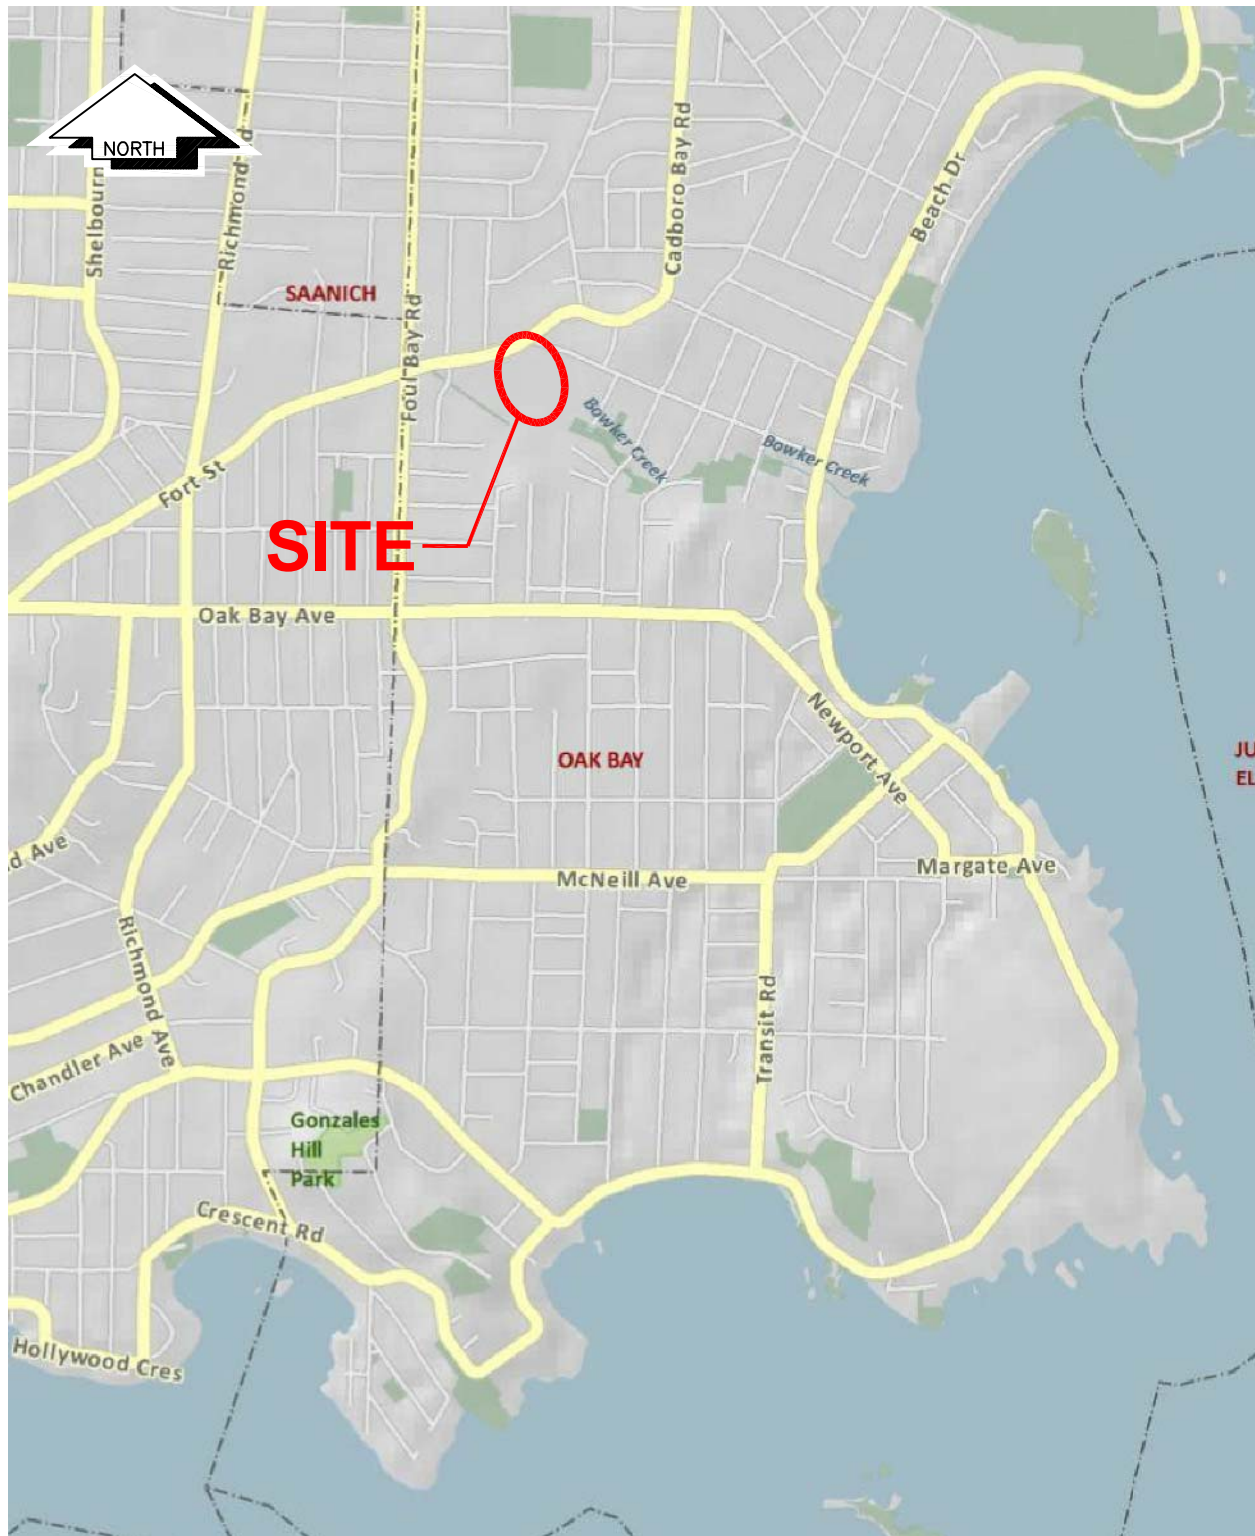 NORTH
Shelbourn
Richmond Rd
Cadboro Bay Rd
Beach Dr
SAANICH
Foul Bay Rd
Bowker Creek
Bowker Creek
Fort St
SITE
Oak Bay Ave
Newport Ave
OAK BAY
JU
EL
d Ave
McNeill Ave
Margate Ave
Richmond Ave
Transit Rd
Chandler Ave
Gonzales
Hill
Park
Crescent Rd
Hollywood Cres